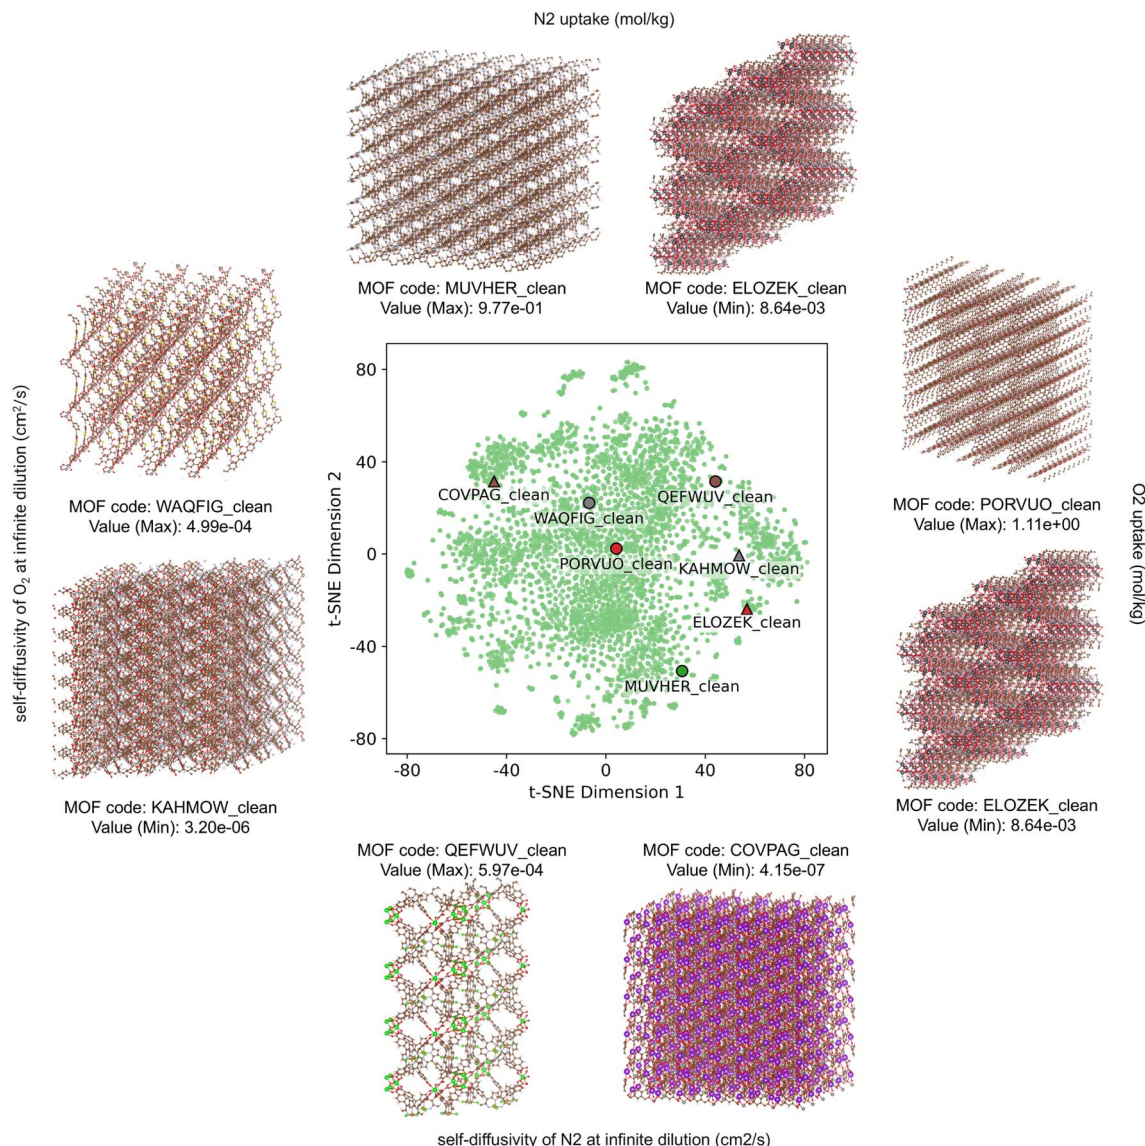 N2 uptake (mol/kg)
MOF code: MUVHER_clean
Value (Max): 9.77e-01
MOF code: ELOZEK_clean
Value (Min): 8.64e-03
self-diffusivity of O₂ at infinite dilution (cm²/s)
MOF code: WAQFIG_clean
Value (Max): 4.99e-04
MOF code: KAHMOW_clean
Value (Min): 3.20e-06
t-SNE Dimension 2
80
40
0
-40
-80
COVPAG_clean
QEFWUV_clean
WAQFIG_clean
PORVUO_clean
KAHMOW_clean
ELOZEK_clean
MUVHER_clean
-80
-40
0
40
80
t-SNE Dimension 1
MOF code: PORVUO_clean
Value (Max): 1.11e+00
MOF code: ELOZEK_clean
Value (Min): 8.64e-03
O2 uptake (mol/kg)
MOF code: QEFWUV_clean
Value (Max): 5.97e-04
MOF code: COVPAG_clean
Value (Min): 4.15e-07
self-diffusivity of N2 at infinite dilution (cm2/s)